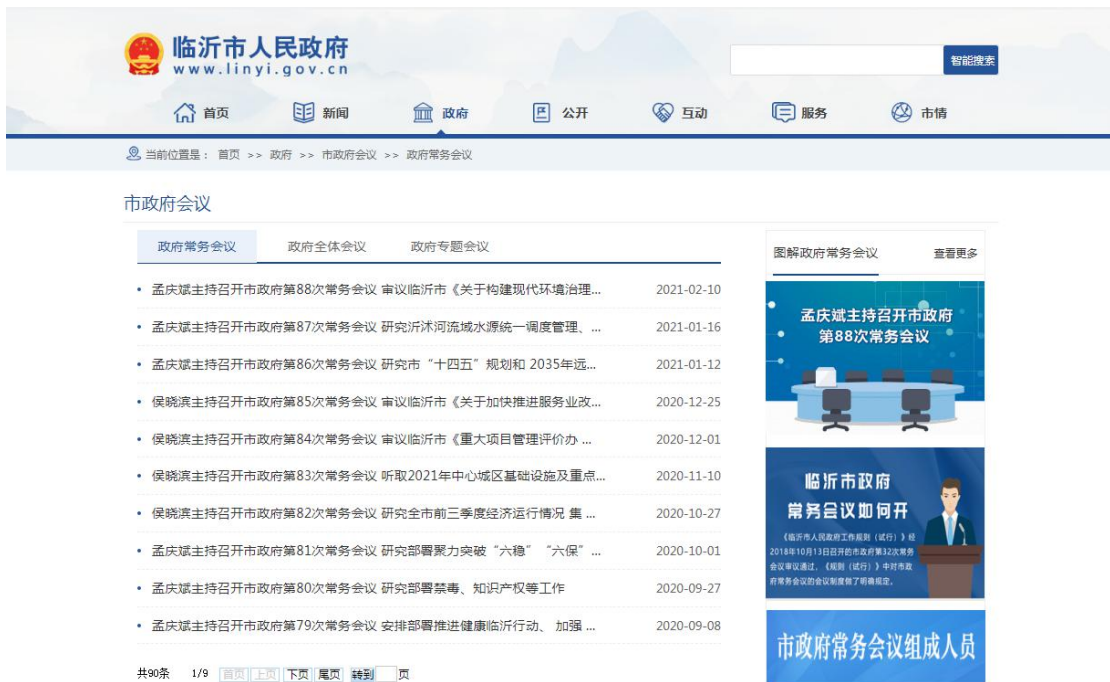 临沂市人民政府
www.linyi.gov.cn
智能搜索
首页 新闻 政府 公开 互动 服务 市情
当前位置是： 首页 >> 政府 >> 市政府会议 >> 政府常务会议
市政府会议
政府常务会议 政府全体会议 政府专题会议
孟庆斌主持召开市政府第88次常务会议 审议临沂市《关于构建现代环境治理... 2021-02-10
孟庆斌主持召开市政府第87次常务会议 研究沂沭河流域水源统一调度管理、... 2021-01-16
孟庆斌主持召开市政府第86次常务会议 研究市“十四五”规划和 2035年远... 2021-01-12
侯晓滨主持召开市政府第85次常务会议 审议临沂市《关于加快推进服务业改... 2020-12-25
侯晓滨主持召开市政府第84次常务会议 审议临沂市《重大项目管理评价办 ... 2020-12-01
侯晓滨主持召开市政府第83次常务会议 听取2021年中心城区基础设施及重点... 2020-11-10
侯晓滨主持召开市政府第82次常务会议 研究全市前三季度经济运行情况 集 ... 2020-10-27
孟庆斌主持召开市政府第81次常务会议 研究部署聚力突破“六稳” “六保” ... 2020-10-01
孟庆斌主持召开市政府第80次常务会议 研究部署禁毒、知识产权等工作 2020-09-27
孟庆斌主持召开市政府第79次常务会议 安排部署推进健康临沂行动、 加强 ... 2020-09-08
共90条 1/9 首页 上页 下页 尾页 转到 页
图解政府常务会议 查看更多
孟庆斌主持召开市政府
第88次常务会议
临沂市政府
常务会议如何开
《临沂市人民政府工作规则（试行）》经
2018年10月13日召开的市政府第32次常务
会议审议通过，《规则（试行）》中对市政
府常务会议的会议制度做了明确规定。
市政府常务会议组成人员